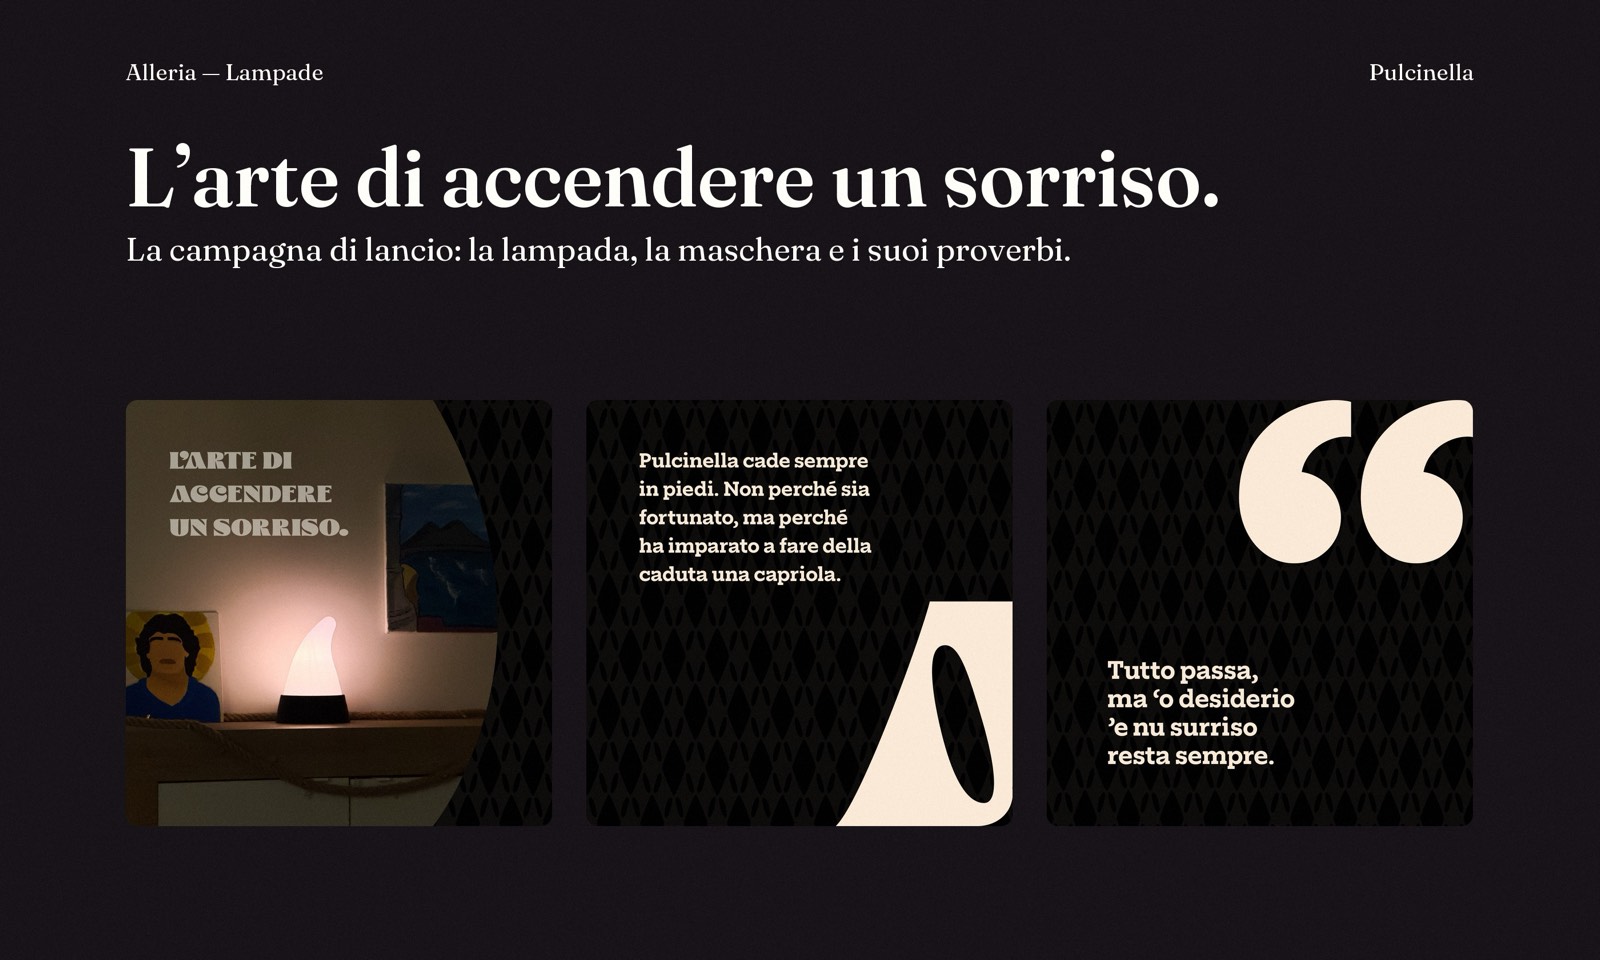 Alleria — Lampade
Pulcinella
L’arte di accendere un sorriso.
La campagna di lancio: la lampada, la maschera e i suoi proverbi.
L’ARTE DI
ACCENDERE
UN SORRISO.
Pulcinella cade sempre
in piedi. Non perché sia
fortunato, ma perché
ha imparato a fare della
caduta una capriola.
“
Tutto passa,
ma ‘o desiderio
’e nu surriso
resta sempre.